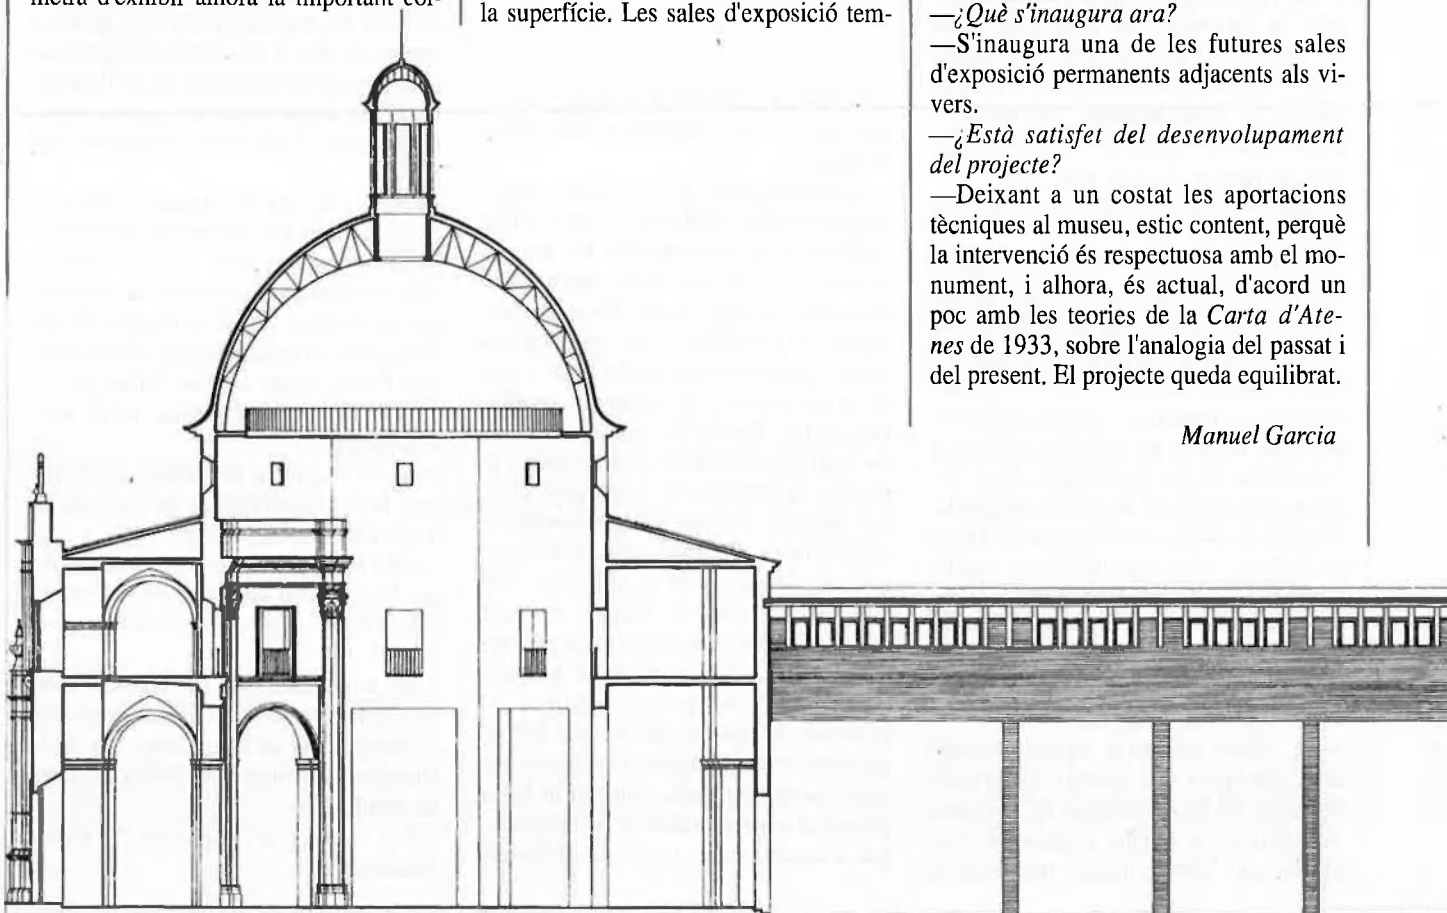 metrà d'exhibir alhora la important col-
la superfície. Les sales d'exposició tem-
—¿Què s'inaugura ara?
—S'inaugura una de les futures sales
d'exposició permanents adjacents als vi-
vers.
—¿Està satisfet del desenvolupament
del projecte?
—Deixant a un costat les aportacions
tècniques al museu, estic content, perquè
la intervenció és respectuosa amb el mo-
nument, i alhora, és actual, d'acord un
poc amb les teories de la Carta d'Ate-
nes de 1933, sobre l'analogia del passat i
del present. El projecte queda equilibrat.
Manuel Garcia